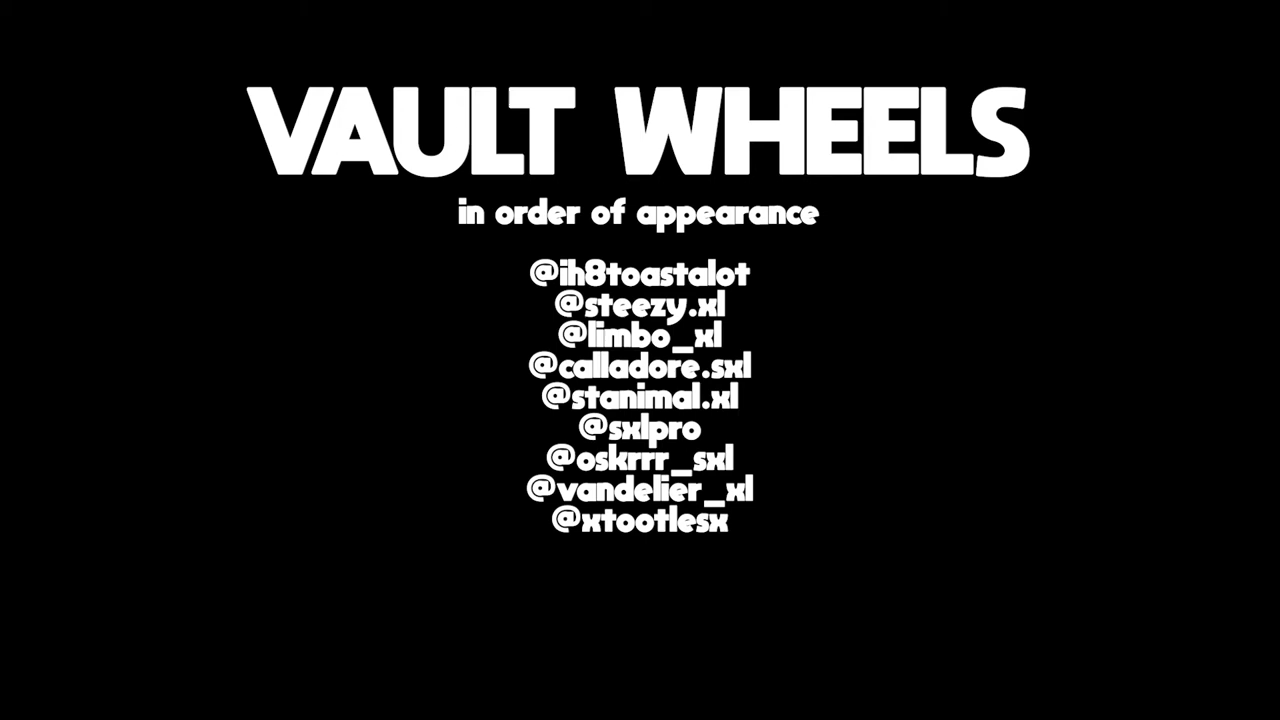 VAULT WHEELS
in order of appearance
@ih8toastalot
@steezy.xl
@limbo_xl
@calladore.sxl
@stanimal.xl
@sxlpro
@oskrrr_sxl
@vandelier_xl
@xtootlesx